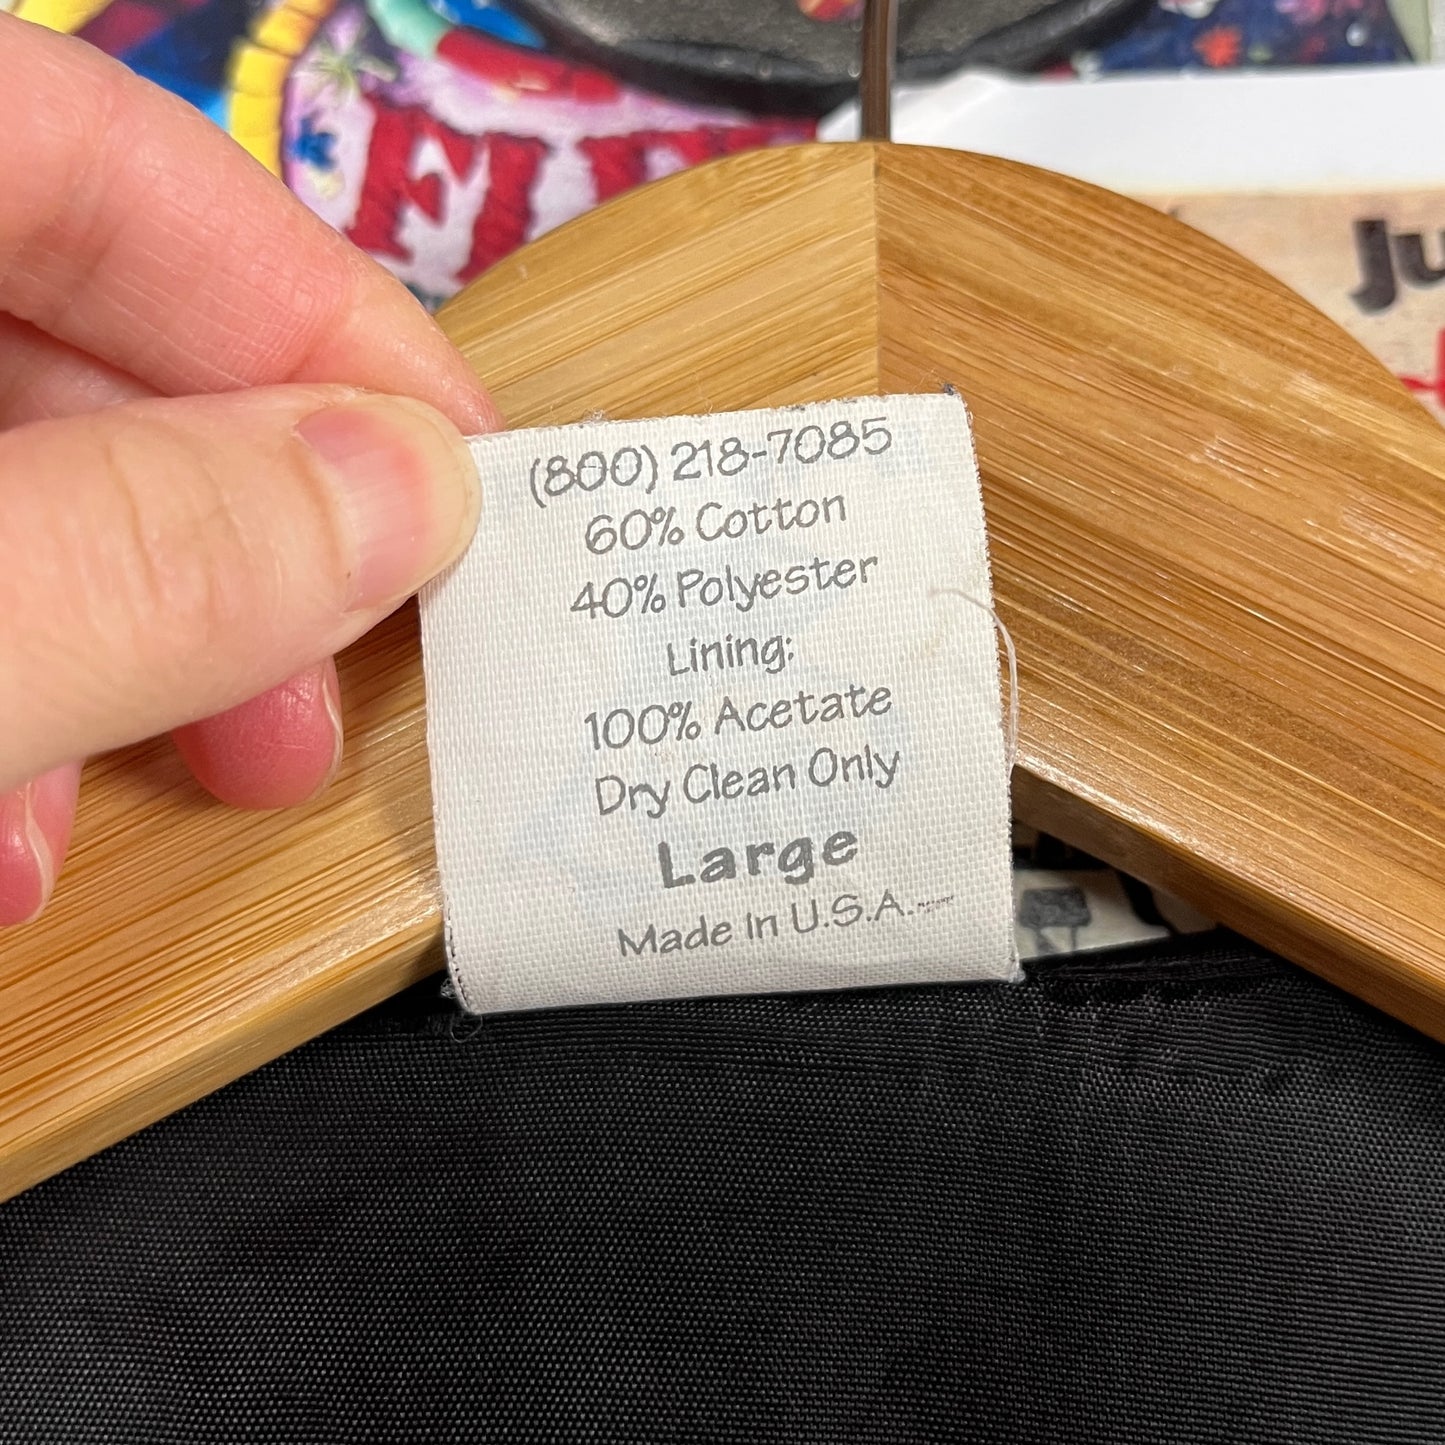 (800) 218-7085
60% Cotton
40% Polyester
Lining:
100% Acetate
Dry Clean Only
Large
Made In U.S.A.